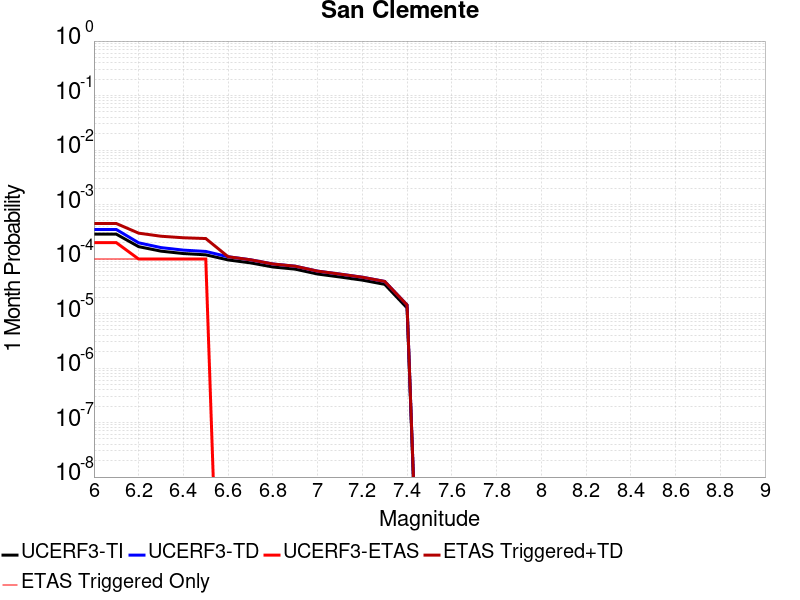 San Clemente
1 Month Probability
10^0
10^-1
10^-2
10^-3
10^-4
10^-5
10^-6
10^-7
10^-8
6 6.2 6.4 6.6 6.8 7 7.2 7.4 7.6 7.8 8 8.2 8.4 8.6 8.8 9
Magnitude
UCERF3-TI UCERF3-TD UCERF3-ETAS ETAS Triggered+TD
ETAS Triggered Only